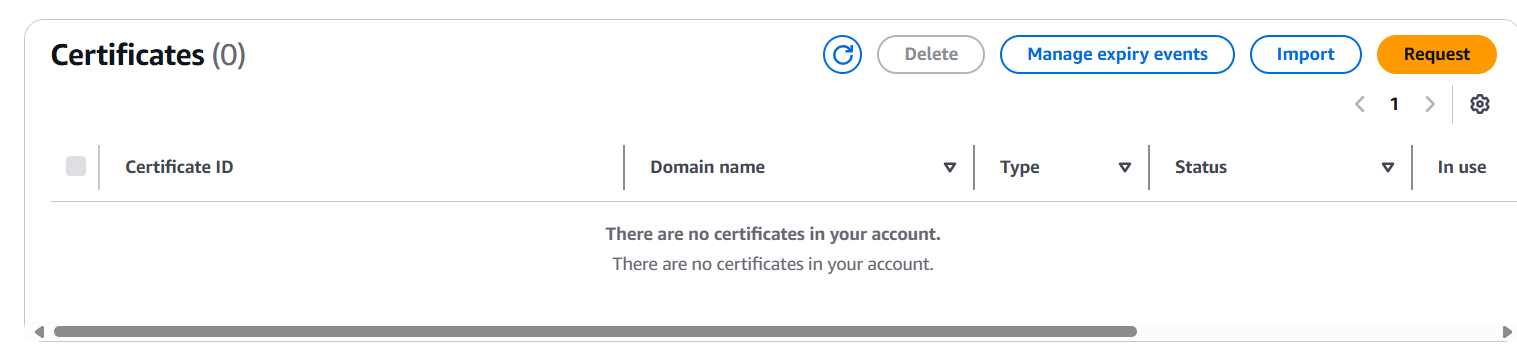 Certificates (0)
Delete
Manage expiry events
Import
Request
1
Certificate ID
Domain name
Type
Status
In use
There are no certificates in your account.
There are no certificates in your account.